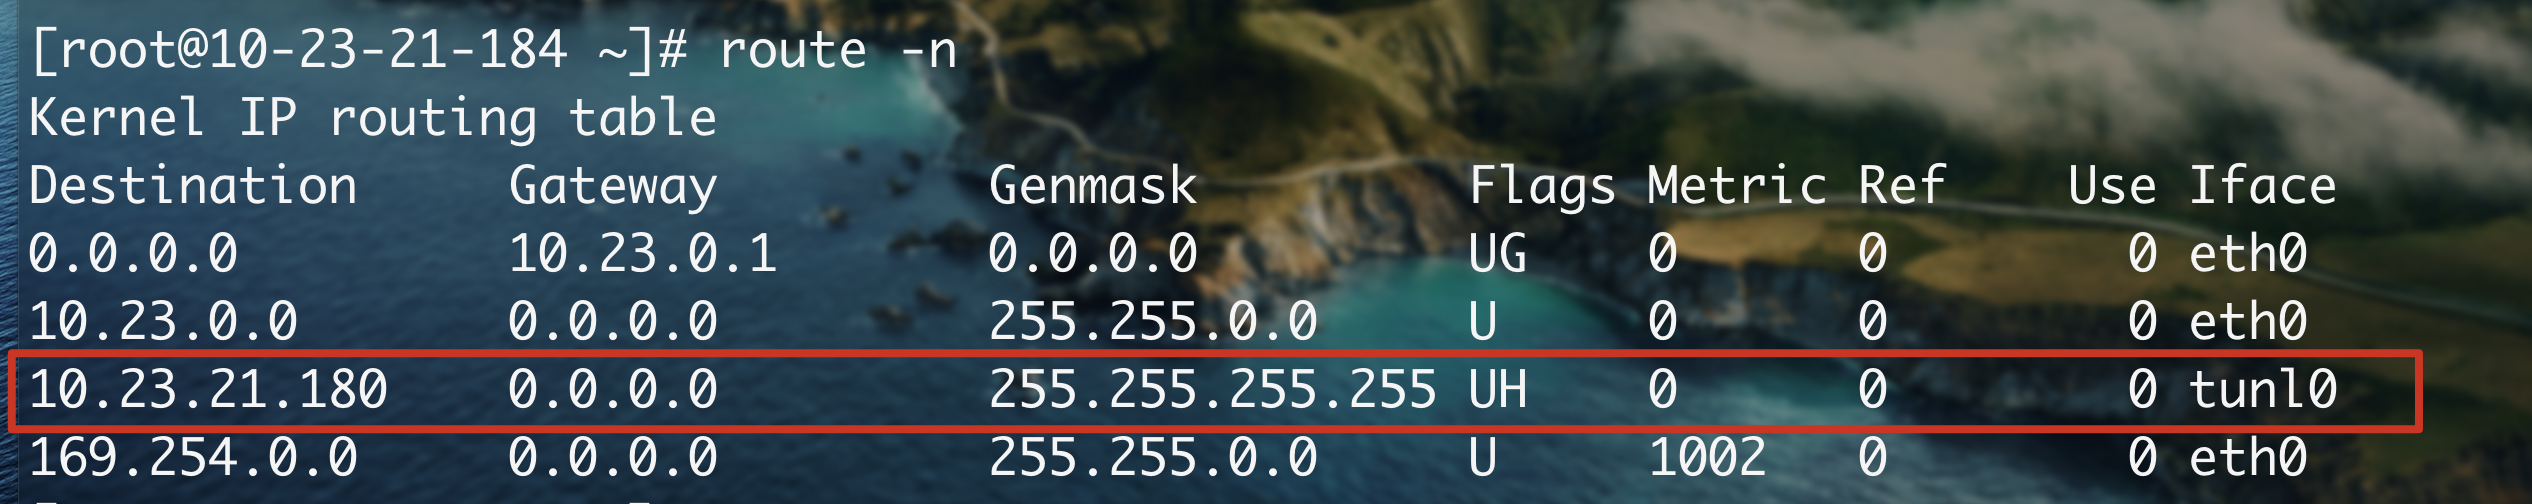 [root@10-23-21-184 ~]# route -n
Kernel IP routing table
Destination     Gateway         Genmask         Flags Metric Ref    Use Iface
0.0.0.0         10.23.0.1       0.0.0.0         UG    0      0        0 eth0
10.23.0.0       0.0.0.0         255.255.0.0     U     0      0        0 eth0
10.23.21.180    0.0.0.0         255.255.255.255 UH    0      0        0 tunl0
169.254.0.0     0.0.0.0         255.255.0.0     U     1002   0        0 eth0